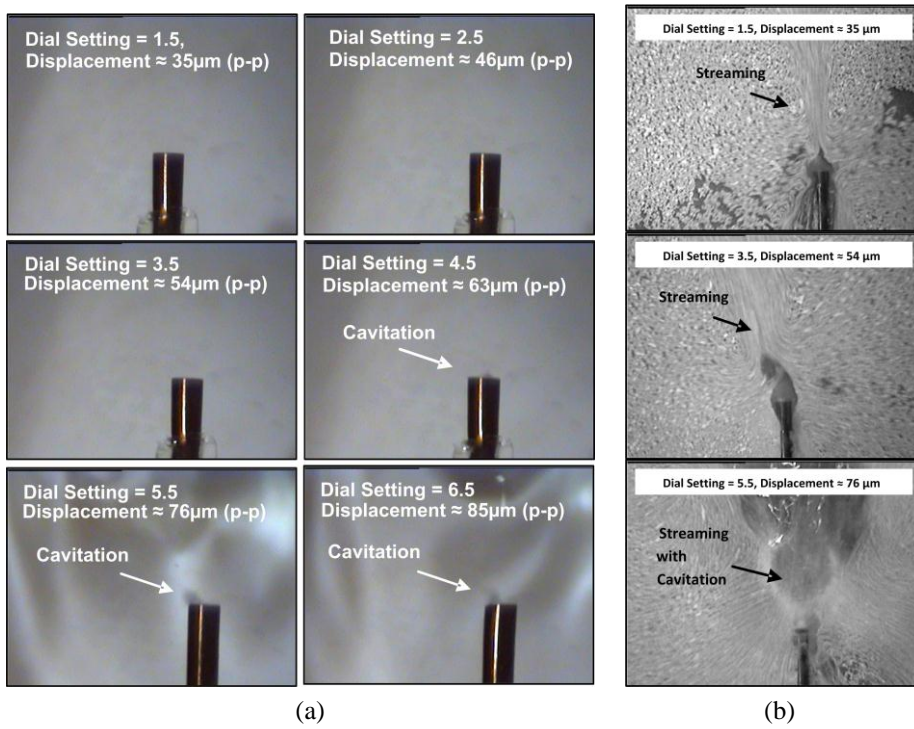 Dial Setting = 1.5,
Displacement ≈ 35µm (p-p)
Dial Setting = 2.5
Displacement ≈ 46µm (p-p)
Dial Setting = 3.5
Displacement ≈ 54µm (p-p)
Dial Setting = 4.5
Displacement ≈ 63µm (p-p)
Cavitation
Dial Setting = 5.5
Displacement ≈ 76µm (p-p)
Cavitation
Dial Setting = 6.5
Displacement ≈ 85µm (p-p)
Cavitation
(a)
Dial Setting = 1.5, Displacement ≈ 35 µm
Streaming
Dial Setting = 3.5, Displacement ≈ 54 µm
Streaming
Dial Setting = 5.5, Displacement ≈ 76 µm
Streaming
with
Cavitation
(b)